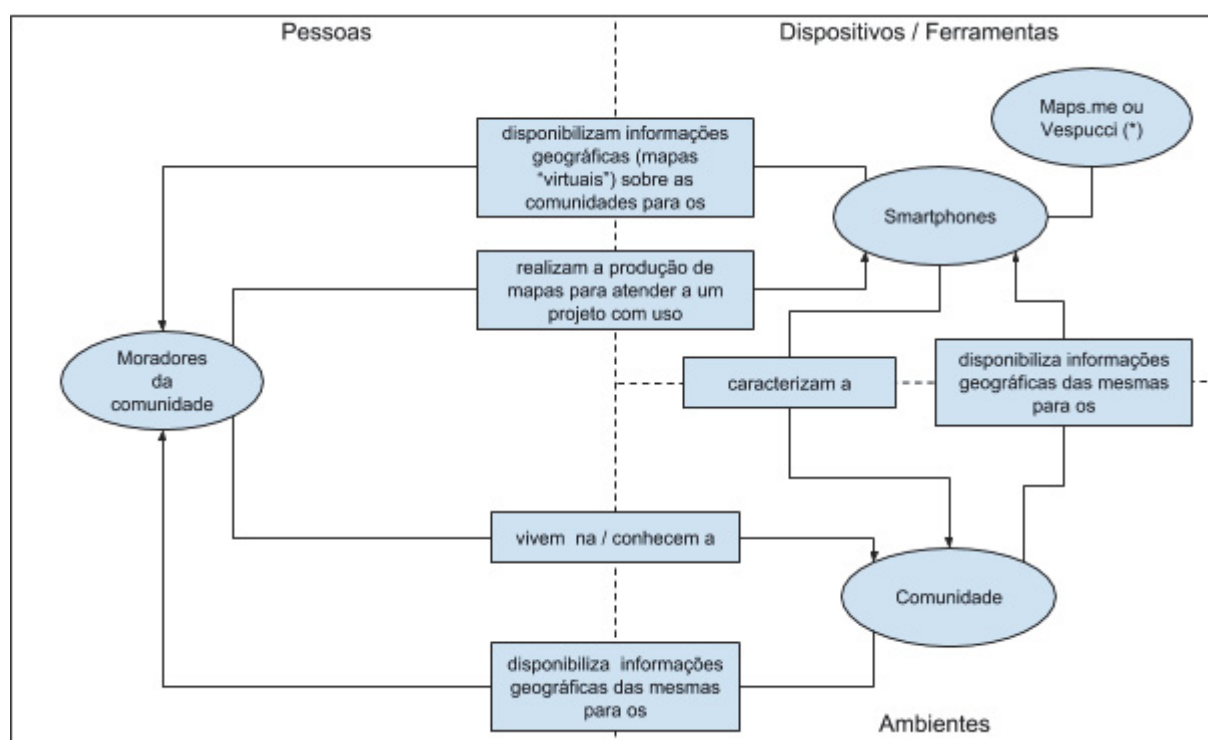 Pessoas
Dispositivos / Ferramentas
Maps.me ou
Vespucci (*)
disponibilizam informações
geográficas (mapas
“virtuais”) sobre as
comunidades para os
Smartphones
realizam a produção de
mapas para atender a um
projeto com uso
Moradores
da
comunidade
caracterizam a
disponibiliza informações
geográficas das mesmas
para os
vivem na / conhecem a
Comunidade
disponibiliza informações
geográficas das mesmas
para os
Ambientes